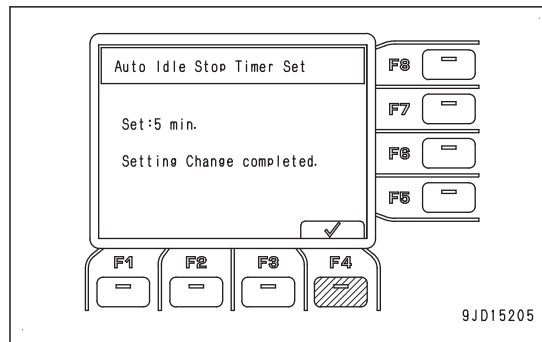 Auto Idle Stop Timer Set
F8
Set:5 min.
F7
Setting Change completed.
F6
F5
F1 F2 F3 F4
9JD15205